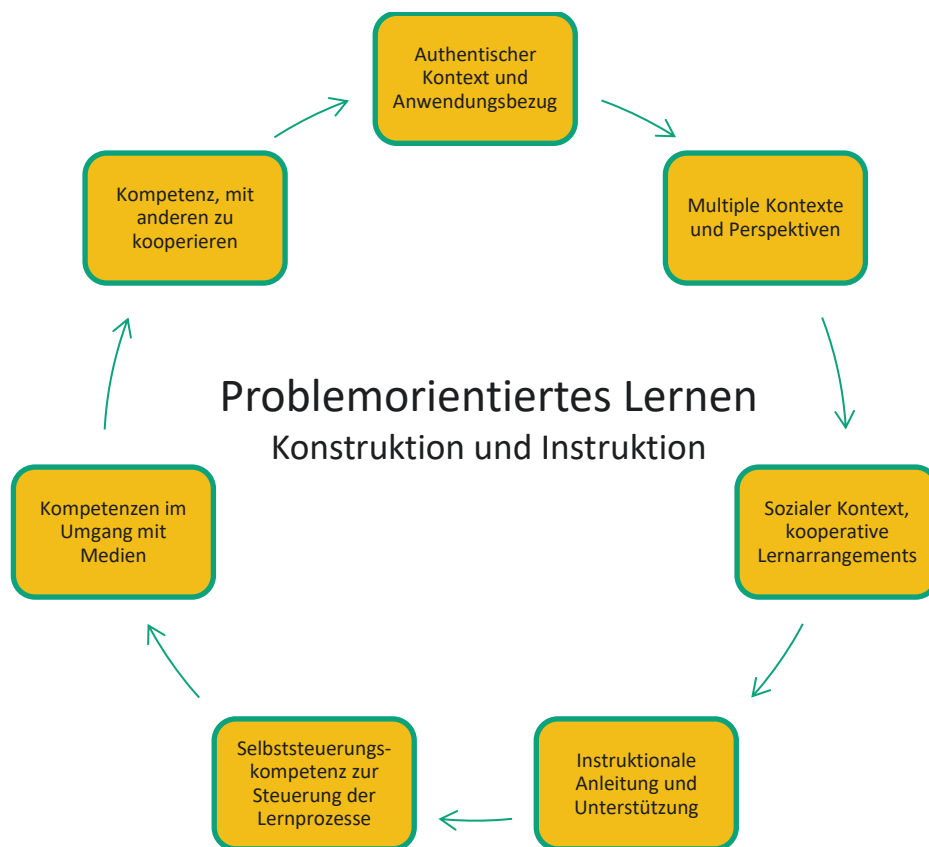 Authentischer
Kontext und
Anwendungsbezug
Multiple Kontexte
und Perspektiven
Sozialer Kontext,
kooperative
Lernarrangements
Instruktionale
Anleitung und
Unterstützung
Selbststeuerungs-
kompetenz zur
Steuerung der
Lernprozesse
Kompetenzen im
Umgang mit
Medien
Kompetenz, mit
anderen zu
kooperieren
Problemorientiertes Lernen
Konstruktion und Instruktion